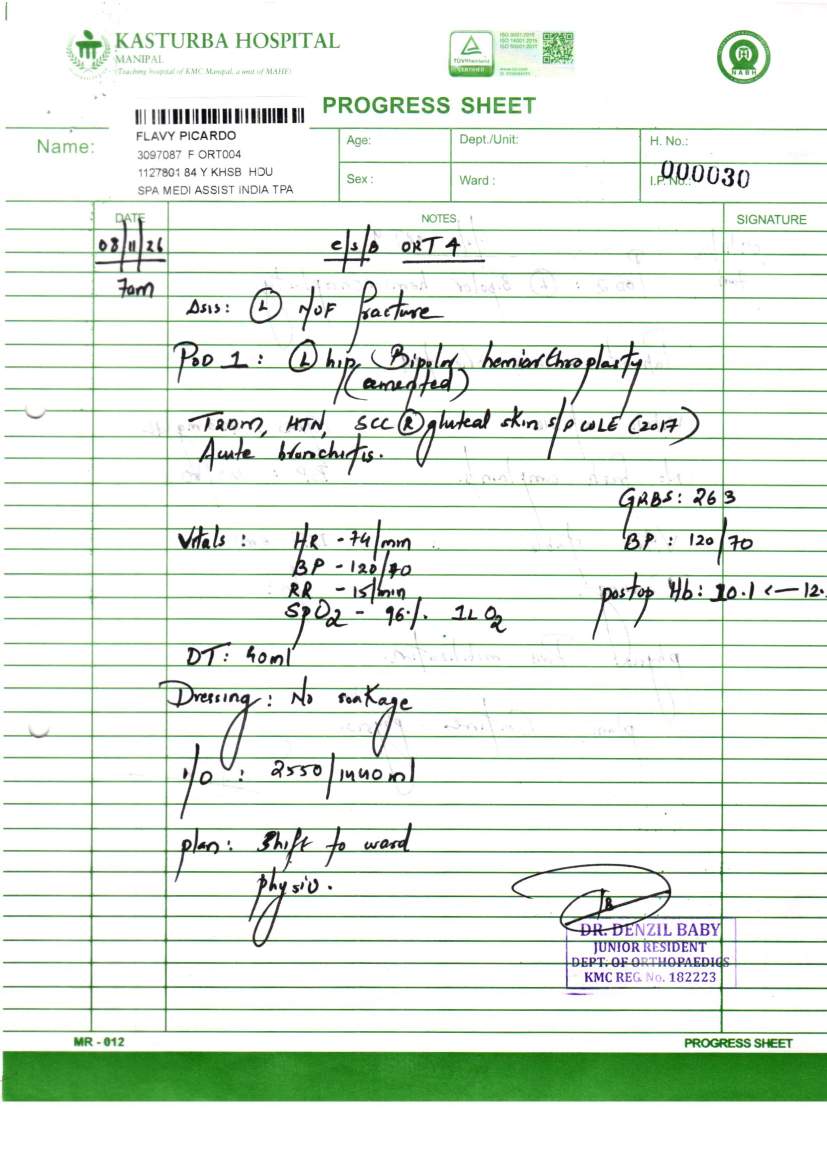 KASTURBA HOSPITAL
MANIPAL
(Teaching hospital of KMC Manipal, a unit of MAHE)
TUVRheinland
CERTIFIED
NABH
PROGRESS SHEET
Name:
FLAVY PICARDO
3097087 F ORT004
1127801 84 Y KHSB HDU
SPA MEDI ASSIST INDIA TPA
Age:
Dept./Unit:
H. No.:
Sex :
Ward :
I.P. No.:
000030
DATE
NOTES
SIGNATURE
08/11/26
c/s/b ORT 4
7am
Δsis: (L) NOF fracture
POD 1 : (L) hip Bipolar hemiarthroplasty
(cemented)
T2DM, HTN, SCC (R) gluteal skin s/p WLE (2017)
Acute bronchitis.
GRBS: 263
Vitals : HR - 74/min
BP : 120/70
BP - 120/70
RR - 15/min
postop Hb: 10.1 <— 12.
SpO2 - 96% 1L O2
DT: 40ml
Dressing: No soakage
I/O : 2550/1440ml
plan: Shift to ward
physio.
DR. DENZIL BABY
JUNIOR RESIDENT
DEPT. OF ORTHOPAEDICS
KMC REG. No. 182223
MR - 012
PROGRESS SHEET